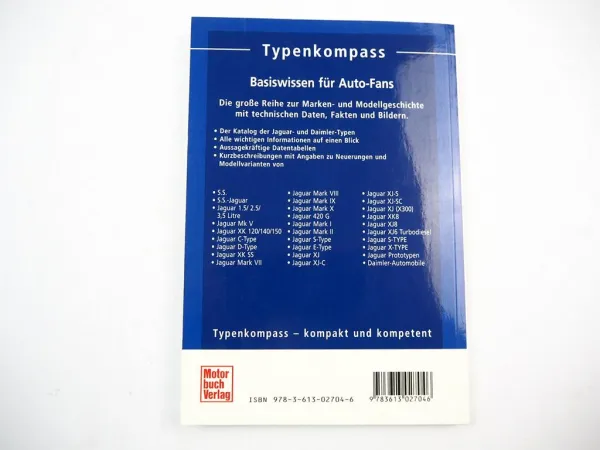 Typenkompass
Basiswissen für Auto-Fans
Die große Reihe zur Marken- und Modellgeschichte
mit technischen Daten, Fakten und Bildern.
• Der Katalog der Jaguar- und Daimler-Typen
• Alle wichtigen Informationen auf einen Blick
• Aussagekräftige Datentabellen
• Kurzbeschreibungen mit Angaben zu Neuerungen und
Modellvarianten von
• S.S.
• S.S.-Jaguar
• Jaguar 1.5/ 2.5/
3,5 Litre
• Jaguar Mk V
• Jaguar XK 120/140/150
• Jaguar C-Type
• Jaguar D-Type
• Jaguar XK SS
• Jaguar Mark VII
• Jaguar Mark VIII
• Jaguar Mark IX
• Jaguar Mark X
• Jaguar 420 G
• Jaguar Mark I
• Jaguar Mark II
• Jaguar S-Type
• Jaguar E-Type
• Jaguar XJ
• Jaguar XJ-C
• Jaguar XJ-S
• Jaguar XJ-SC
• Jaguar XJ (X300)
• Jaguar XK8
• Jaguar XJ8
• Jaguar XJ6 Turbodiesel
• Jaguar S-TYPE
• Jaguar X-TYPE
• Jaguar Prototypen
• Daimler-Automobile
Typenkompass – kompakt und kompetent
Motor
buch
Verlag
ISBN 978-3-613-02704-6
9 783613 027046